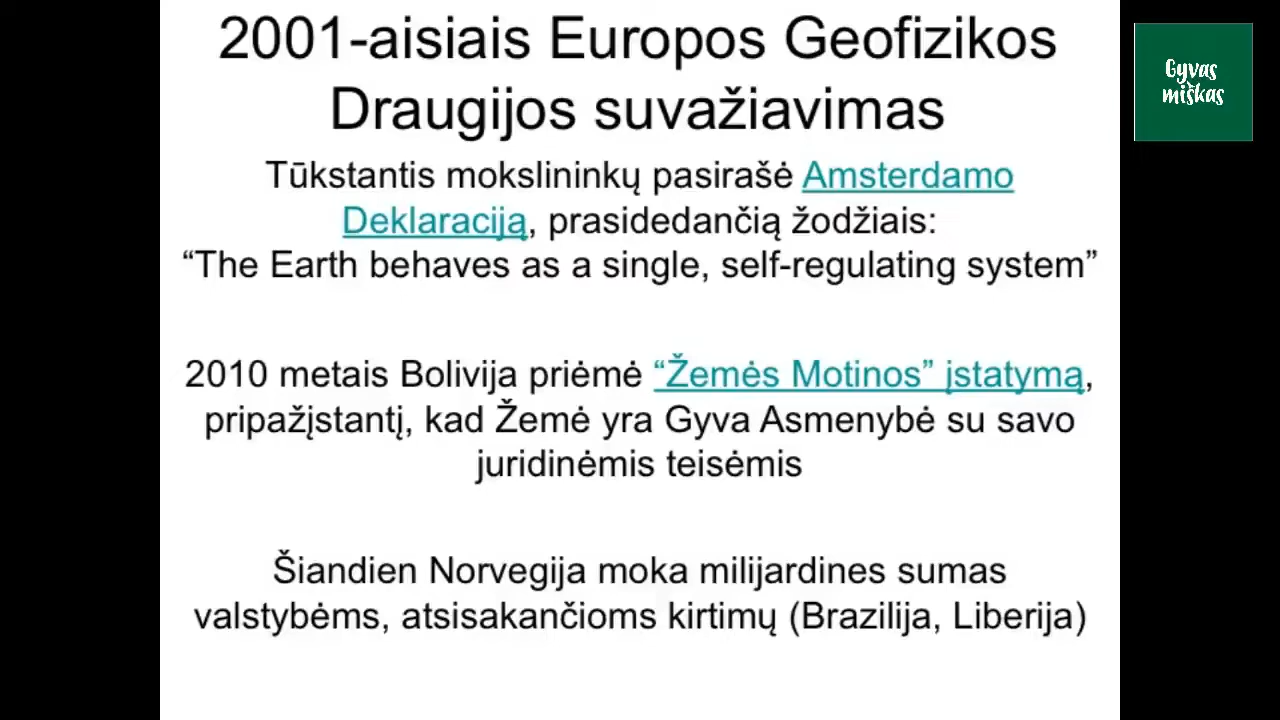 2001-aisiais Europos Geofizikos
Draugijos suvažiavimas
Gyvas
miškas
Tūkstantis mokslininkų pasirašė Amsterdamo
Deklaraciją, prasidedančią žodžiais:
“The Earth behaves as a single, self-regulating system”
2010 metais Bolivija priėmė “Žemės Motinos” įstatymą,
pripažįstantį, kad Žemė yra Gyva Asmenybė su savo
juridinėmis teisėmis
Šiandien Norvegija moka milijardines sumas
valstybėms, atsisakančioms kirtimų (Brazilija, Liberija)